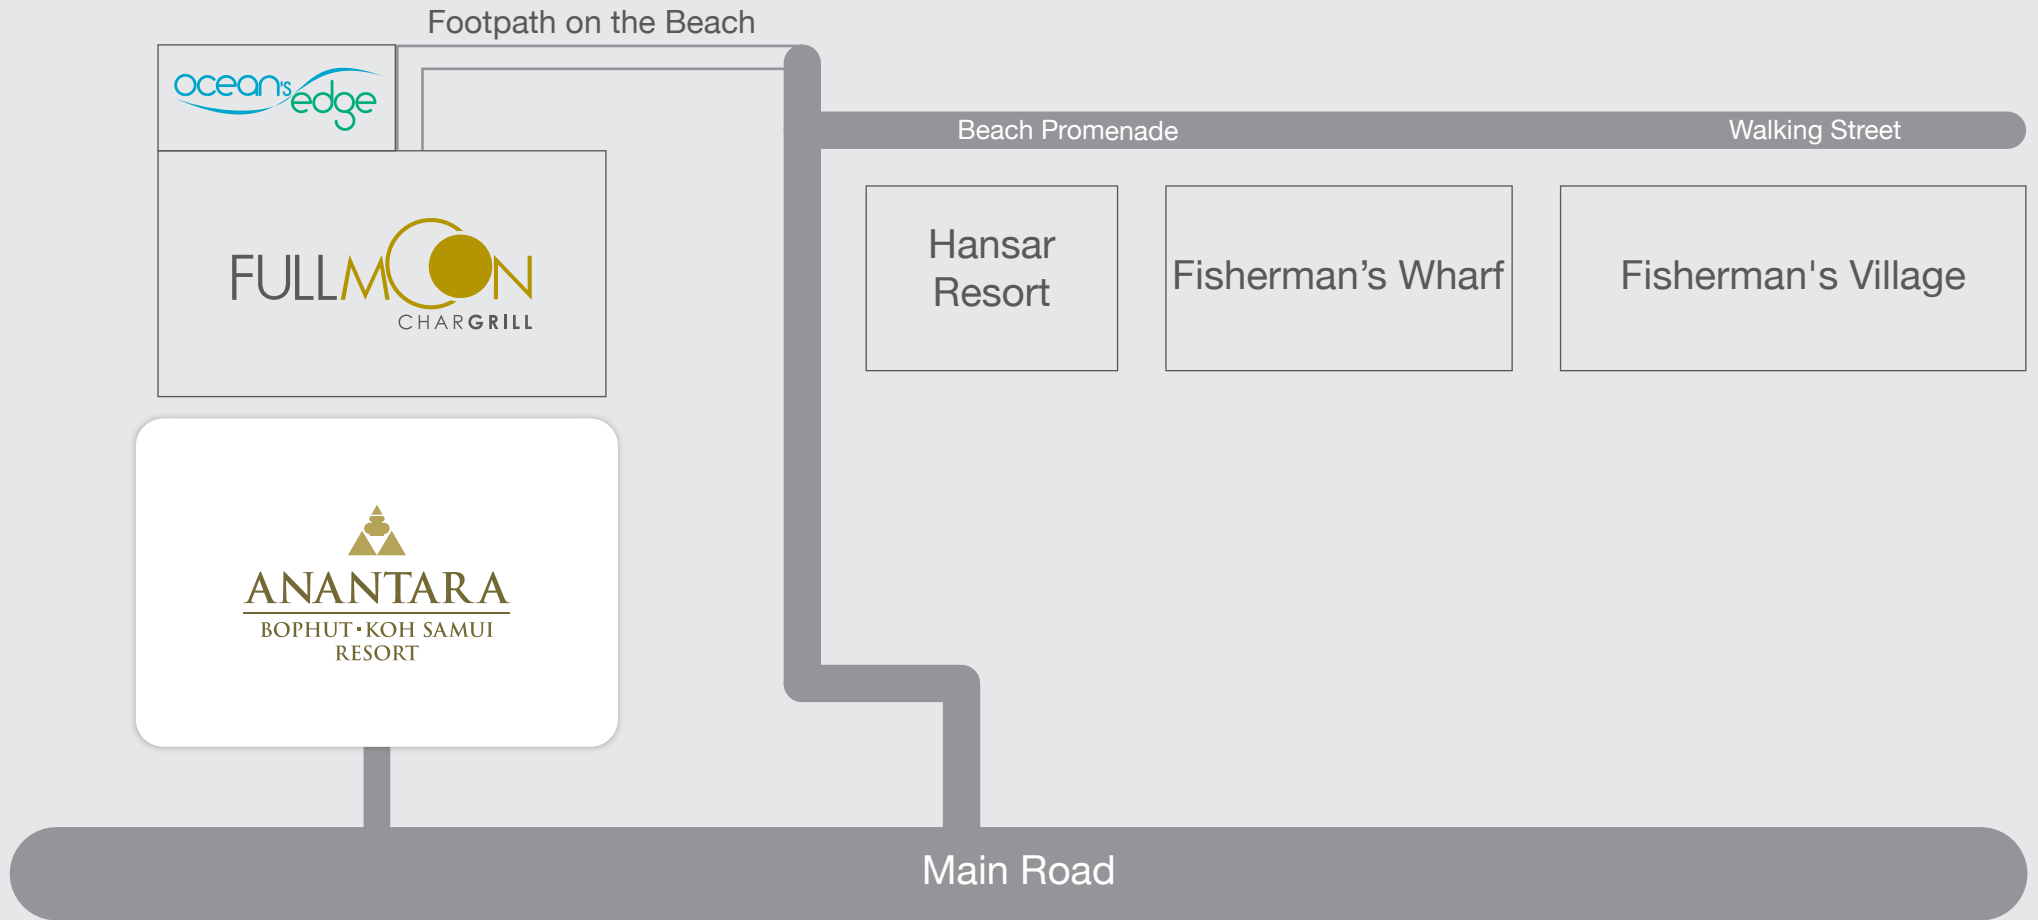 Footpath on the Beach
ocean's
edge
Beach Promenade
Walking Street
FULLMOON
CHARGRILL
Hansar
Resort
Fisherman’s Wharf
Fisherman's Village
ANANTARA
BOPHUT·KOH SAMUI
RESORT
Main Road